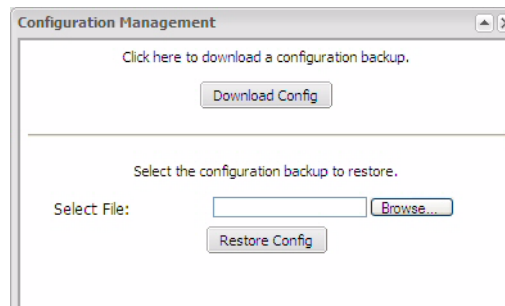 Configuration Management
Click here to download a configuration backup.
Download Config
Select the configuration backup to restore.
Select File:
Browse...
Restore Config